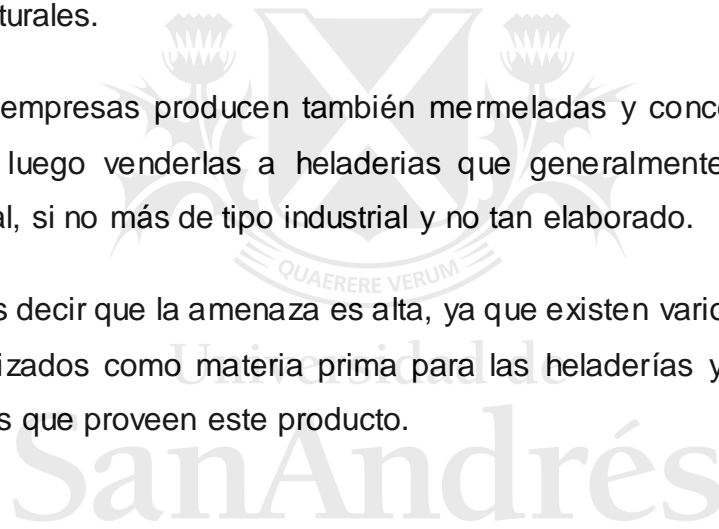 turales.
empresas producen también mermeladas y conc
luego venderlas a heladerias que generalmente
al, si no más de tipo industrial y no tan elaborado.
QUAERERE VERUM
s decir que la amenaza es alta, ya que existen vario
izados como materia prima para las heladerías y
Universidad de
s que proveen este producto.
SanAndrés